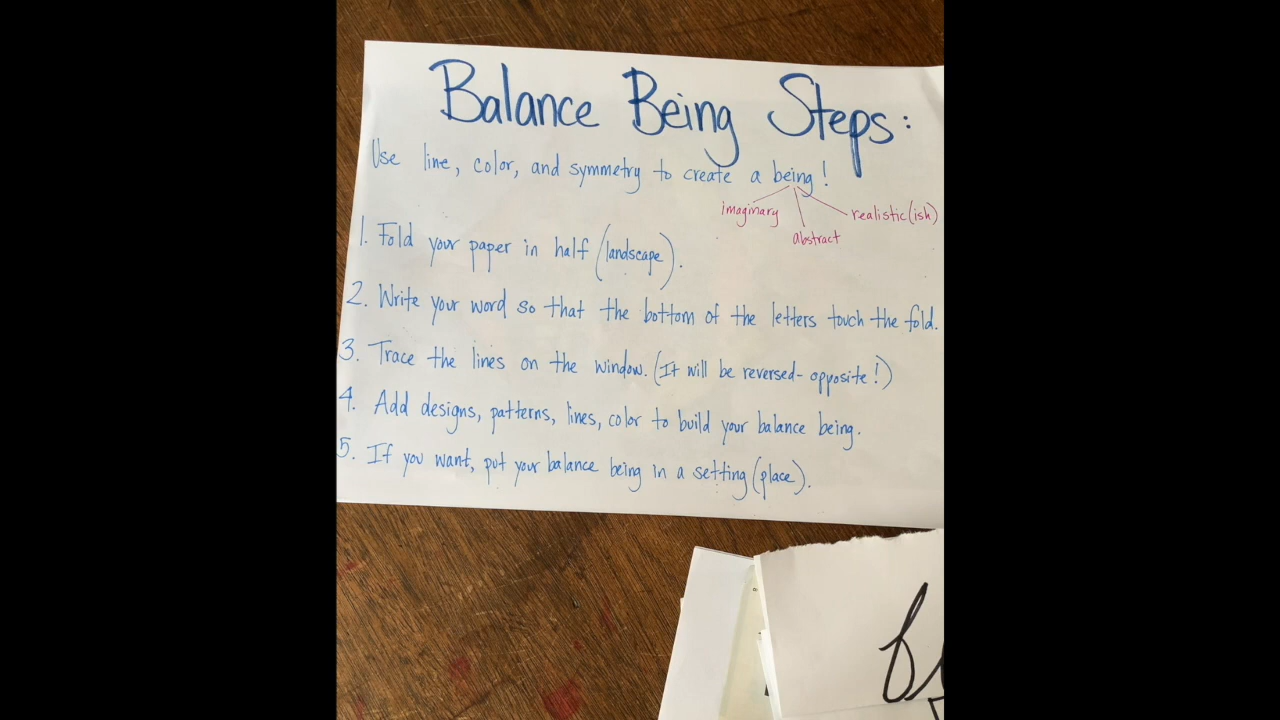 Balance Being Steps:
Use line, color, and symmetry to create a being!
imaginary
abstract
realistic(ish)
1. Fold your paper in half (landscape).
2. Write your word so that the bottom of the letters touch the fold.
3. Trace the lines on the window. (It will be reversed - opposite!)
4. Add designs, patterns, lines, color to build your balance being.
5. If you want, put your balance being in a setting (place).